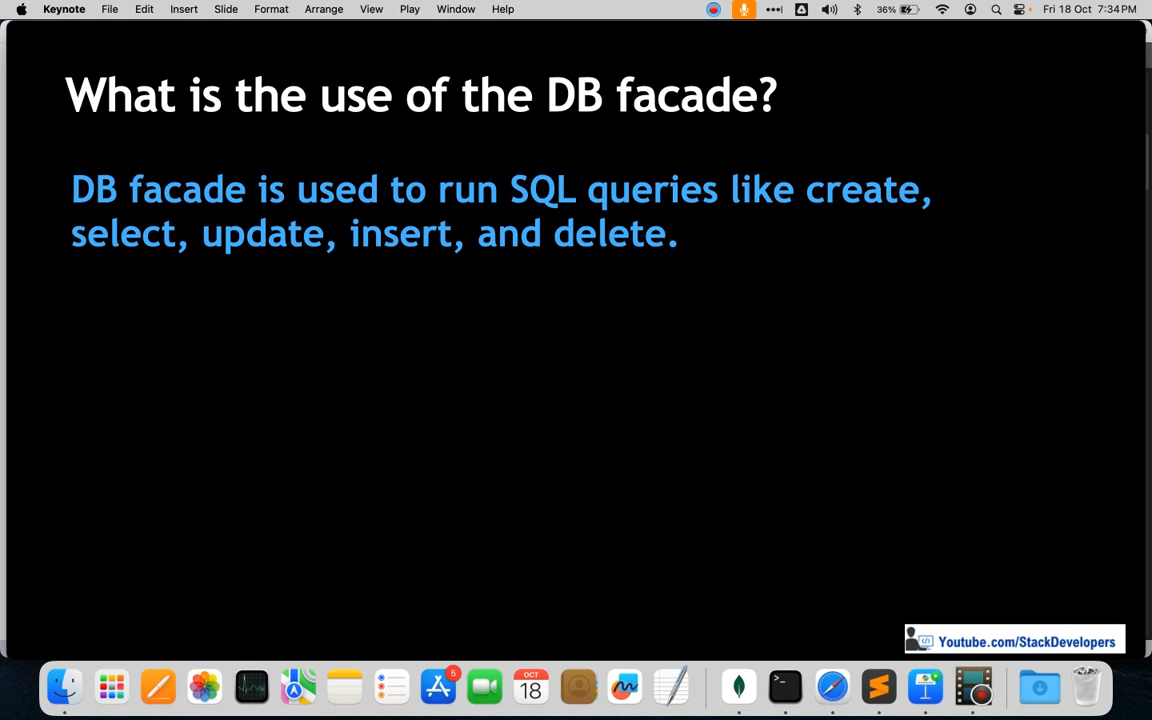 Keynote File Edit Insert Slide Format Arrange View Play Window Help 36% Fri 18 Oct 7:34 PM
What is the use of the DB facade?
DB facade is used to run SQL queries like create,
select, update, insert, and delete.
Youtube.com/StackDevelopers
5
OCT
18